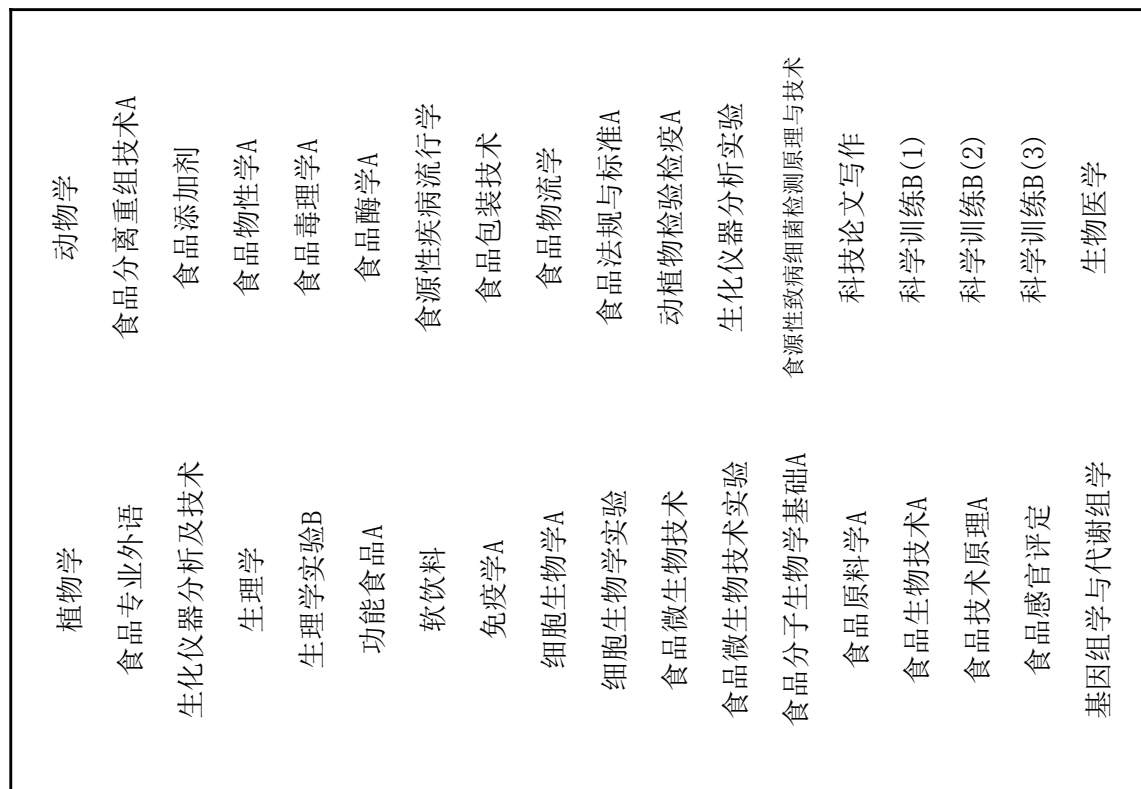 植物学 动物学
食品专业外语 食品分离重组技术A
生化仪器分析及技术 食品添加剂
生理学 食品物性学A
生理学实验B 食品毒理学A
功能食品A 食品酶学A
软饮料 食源性疾病流行学
免疫学A 食品包装技术
细胞生物学A 食品物流学
细胞生物学实验 食品法规与标准A
食品微生物技术 动植物检验检疫A
食品微生物技术实验 生化仪器分析实验
食品分子生物学基础A 食源性致病细菌检测原理与技术
食品原料学A 科技论文写作
食品生物技术A 科学训练B(1)
食品技术原理A 科学训练B(2)
食品感官评定 科学训练B(3)
基因组学与代谢组学 生物医学